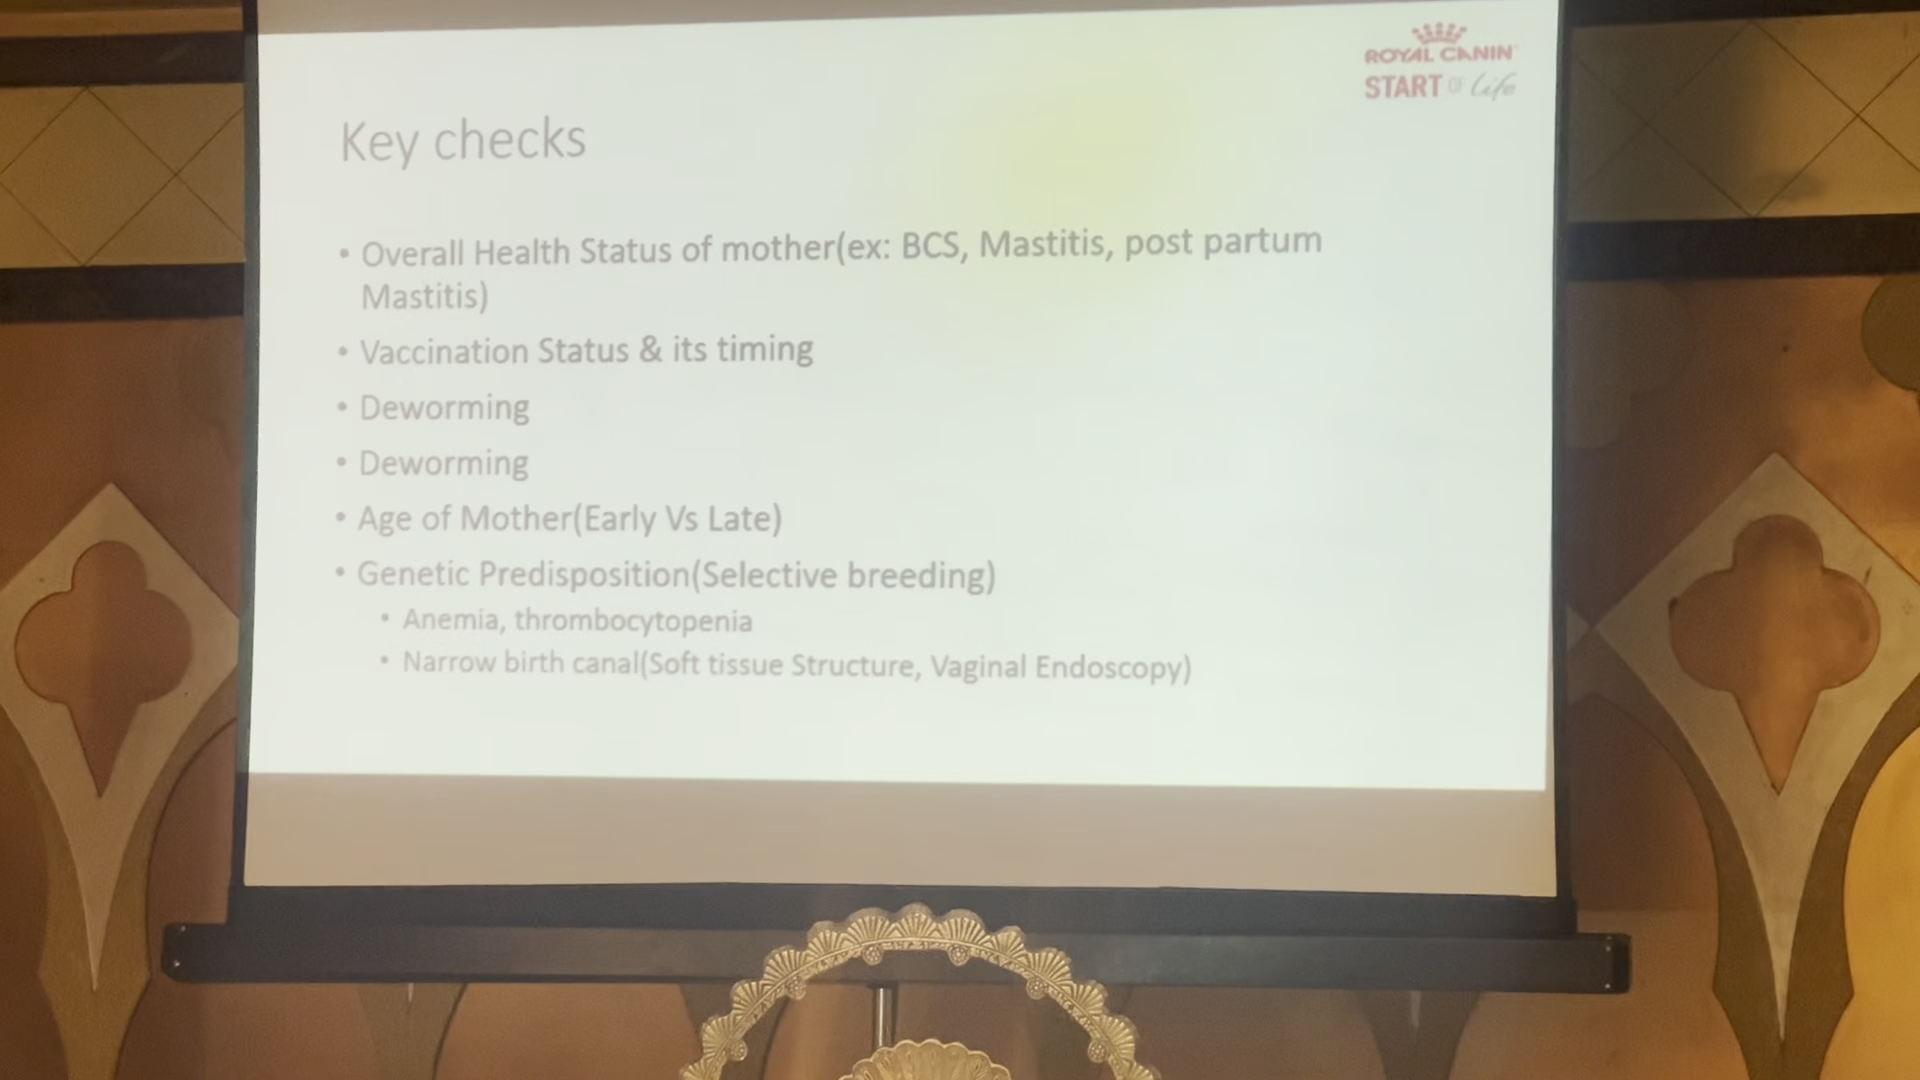 ROYAL CANIN
START OF Life
Key checks
• Overall Health Status of mother(ex: BCS, Mastitis, post partum
Mastitis)
• Vaccination Status & its timing
• Deworming
• Deworming
• Age of Mother(Early Vs Late)
• Genetic Predisposition(Selective breeding)
• Anemia, thrombocytopenia
• Narrow birth canal(Soft tissue Structure, Vaginal Endoscopy)